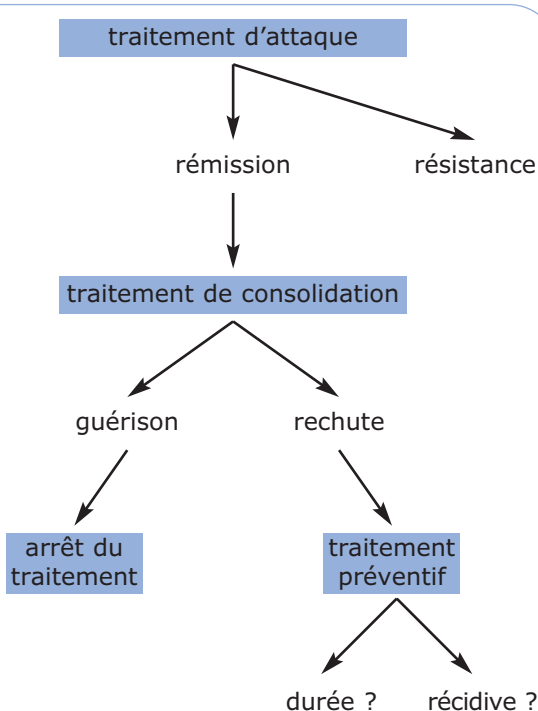 traitement d’attaque
rémission
résistance
traitement de consolidation
guérison
rechute
arrêt du
traitement
traitement
préventif
durée ?
récidive ?